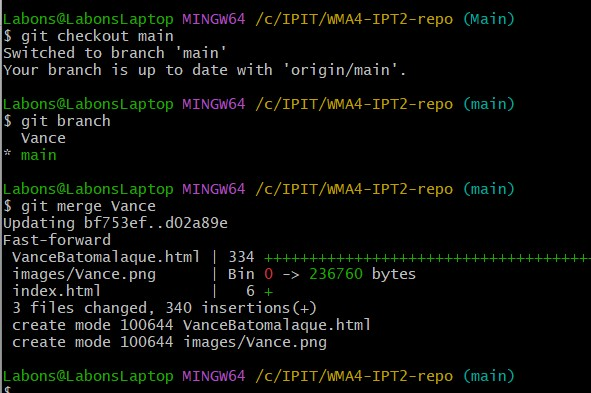 Labons@LabonsLaptop MINGW64 /c/IPIT/WMA4-IPT2-repo (Main)
$ git checkout main
Switched to branch 'main'
Your branch is up to date with 'origin/main'.
Labons@LabonsLaptop MINGW64 /c/IPIT/WMA4-IPT2-repo (main)
$ git branch
  Vance
* main
Labons@LabonsLaptop MINGW64 /c/IPIT/WMA4-IPT2-repo (main)
$ git merge Vance
Updating bf753ef..d02a89e
Fast-forward
 VanceBatomalaque.html | 334 +++++++++++++++++++++++++++++++++++++
 images/Vance.png      | Bin 0 -> 236760 bytes
 index.html            |   6 +
 3 files changed, 340 insertions(+)
 create mode 100644 VanceBatomalaque.html
 create mode 100644 images/Vance.png
Labons@LabonsLaptop MINGW64 /c/IPIT/WMA4-IPT2-repo (main)
$